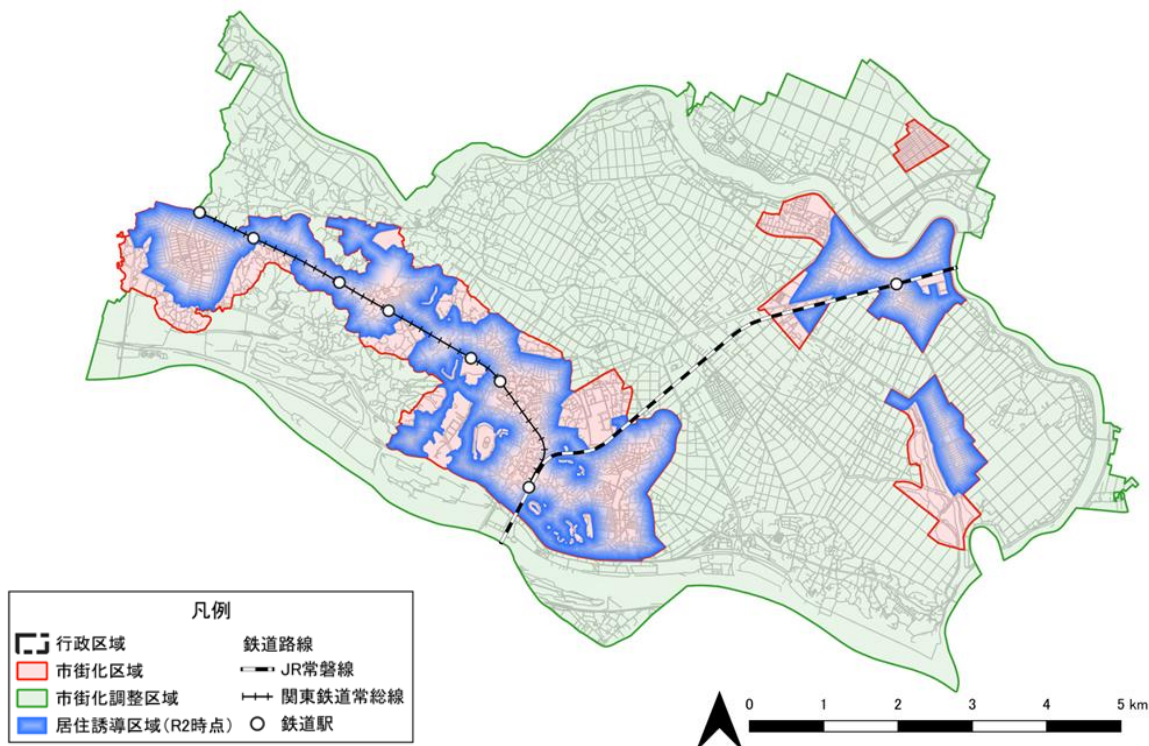 凡例
行政区域
市街化区域
市街化調整区域
居住誘導区域(R2時点)
鉄道路線
JR常磐線
関東鉄道常総線
鉄道駅
0 1 2 3 4 5 km